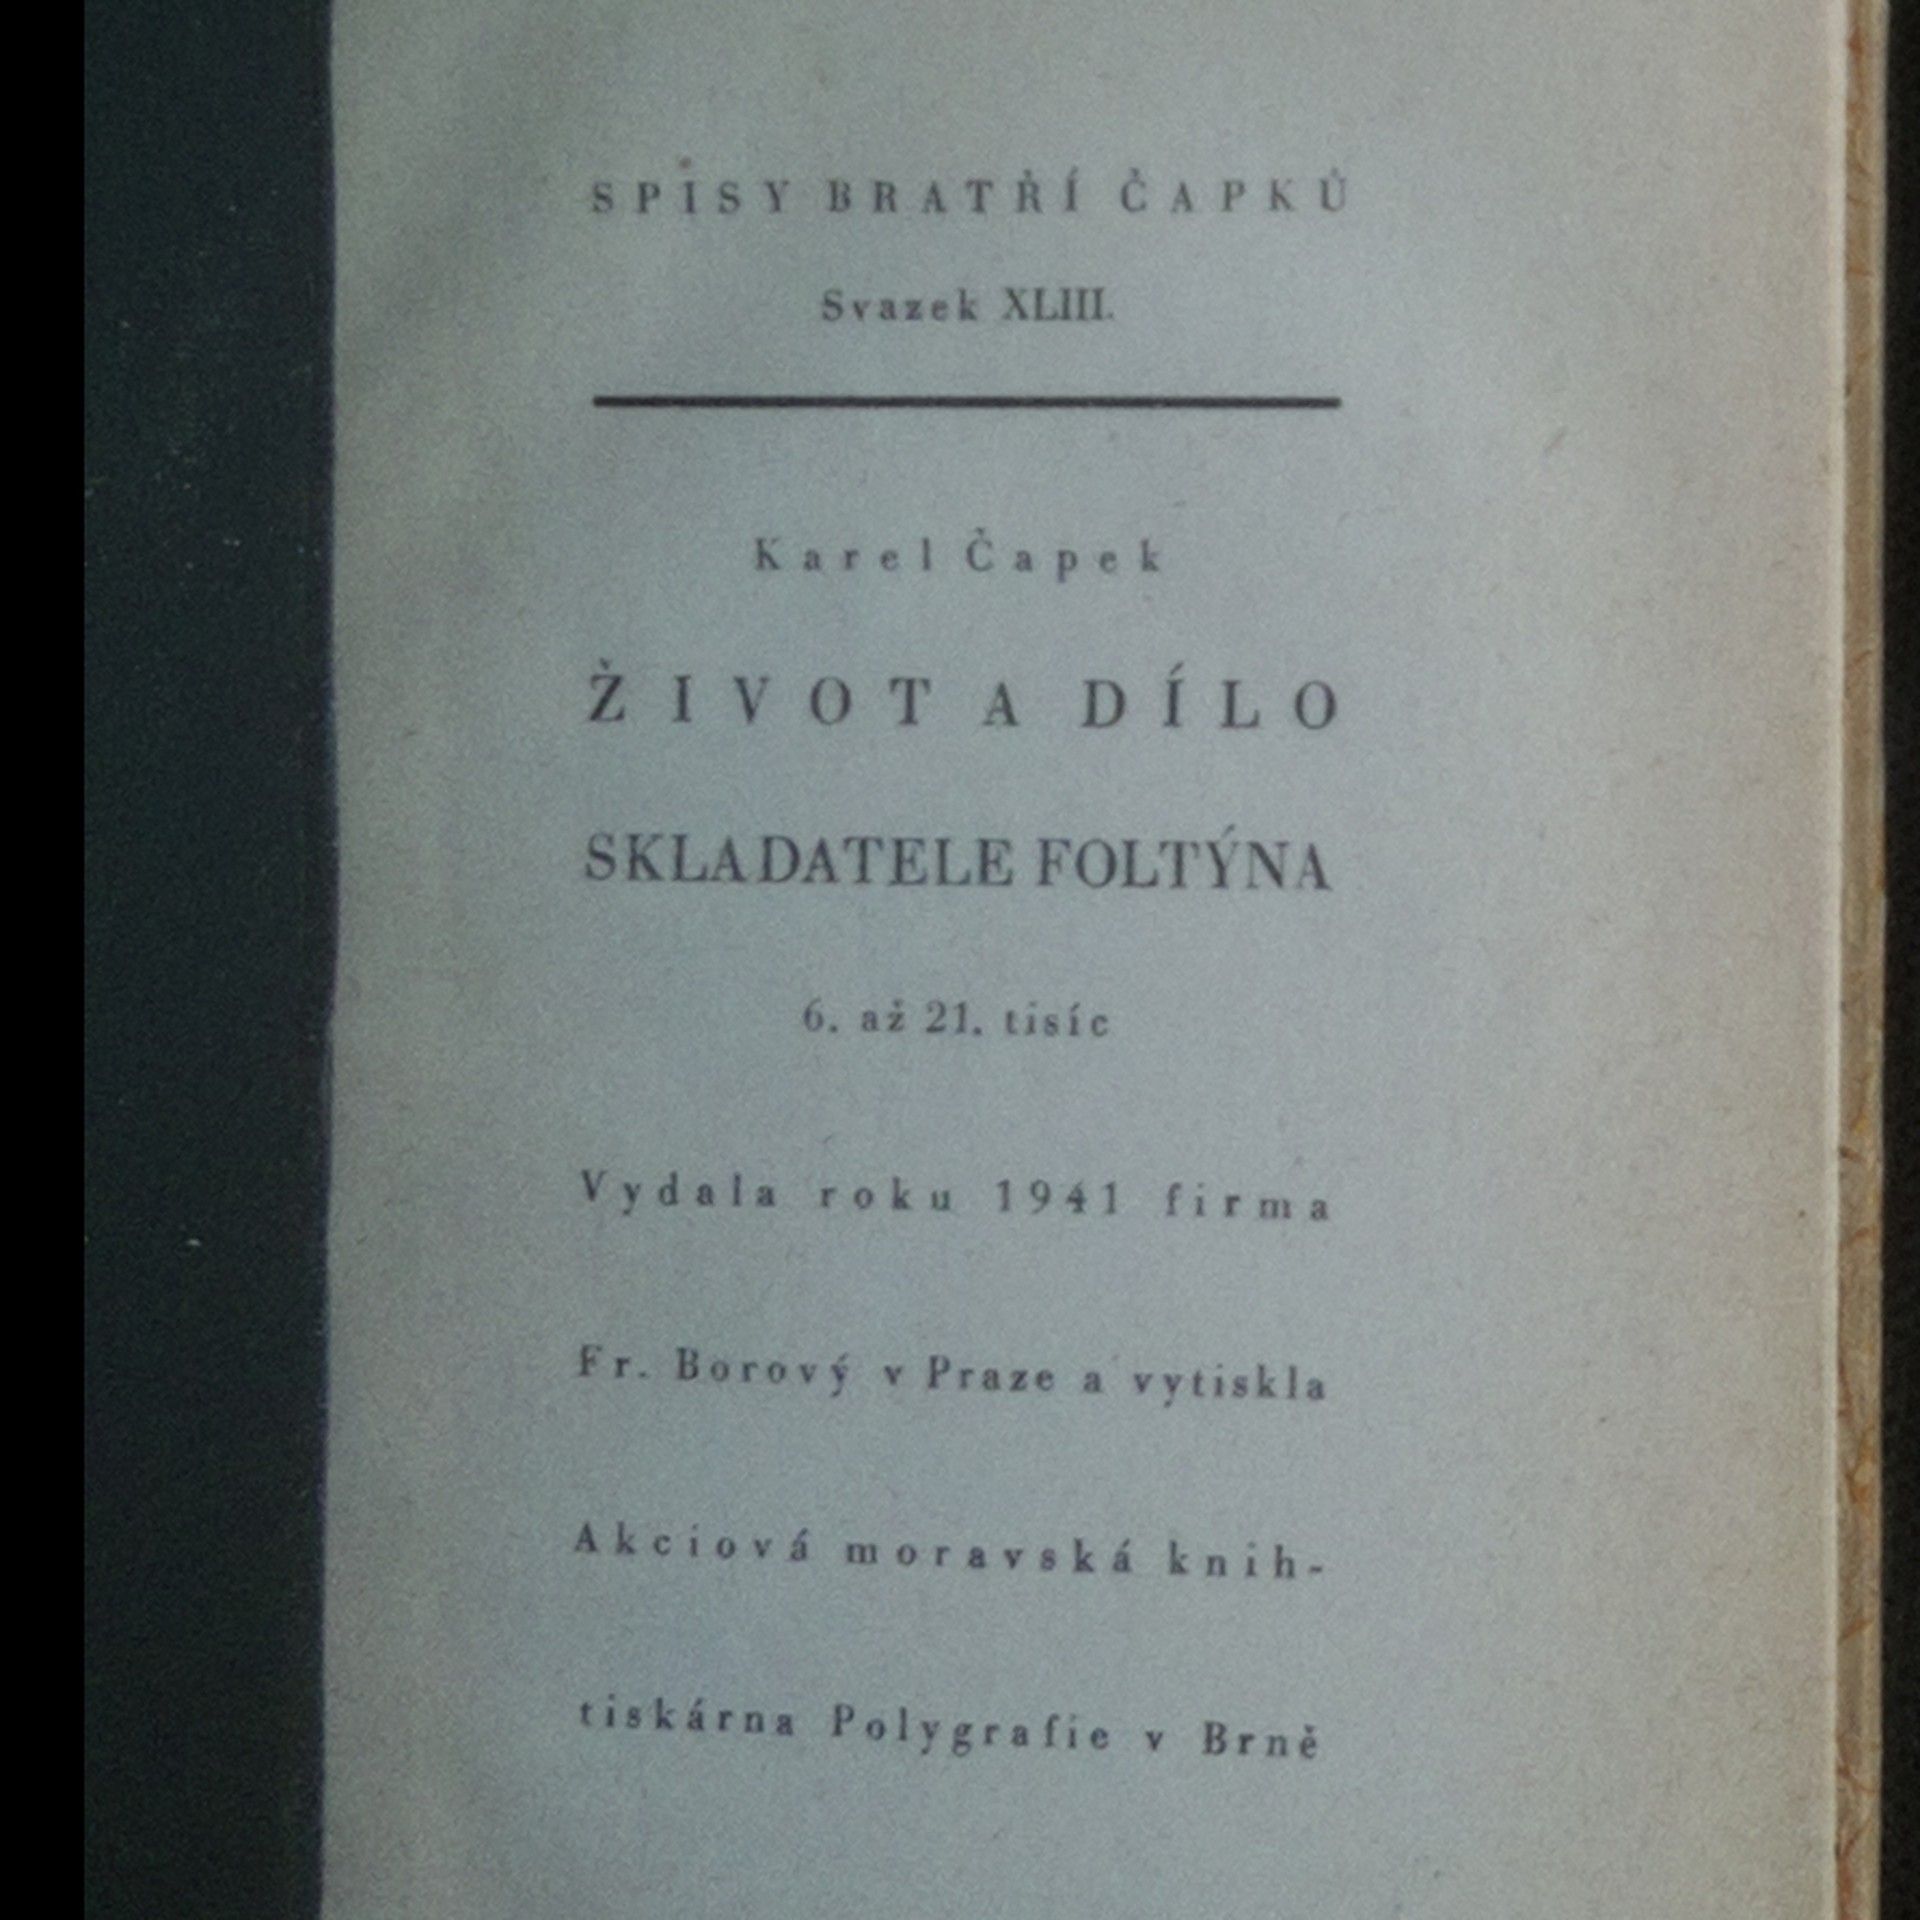 SPISY BRATŘÍ ČAPKŮ
Svazek XLIII.
Karel Čapek
ŽIVOT A DÍLO
SKLADATELE FOLTÝNA
6. až 21. tisíc
Vydala roku 1941 firma
Fr. Borový v Praze a vytiskla
Akciová moravská knih-
tiskárna Polygrafie v Brně